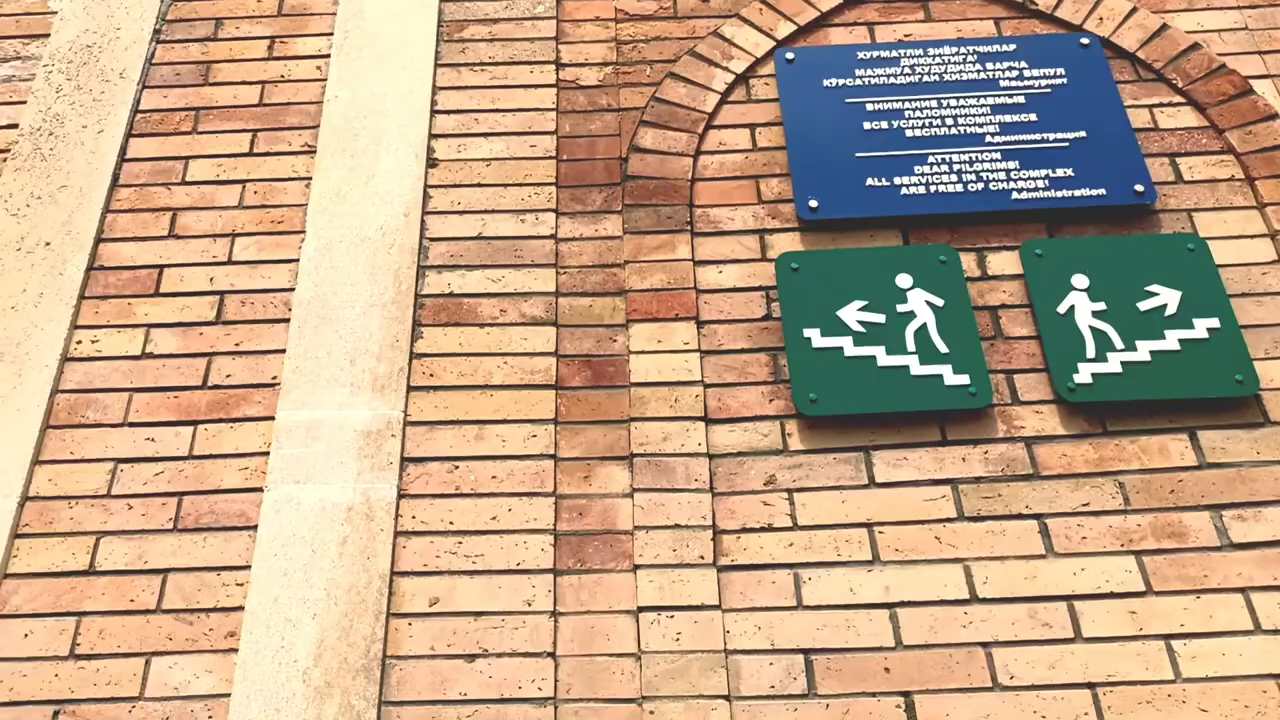 ХУРМАТЛИ ЗИЁРАТЧИЛАР
ДИККАТИГА!
МАЖМУА ХУДУДИДА БАРЧА
КЎРСАТИЛАДИГАН ХИЗМАТЛАР БЕПУЛ
Маъмурият
ВНИМАНИЕ УВАЖАЕМЫЕ
ПАЛОМНИКИ!
ВСЕ УСЛУГИ В КОМПЛЕКСЕ
БЕСПЛАТНЫЕ!
Администрация
ATTENTION
DEAR PILGRIMS!
ALL SERVICES IN THE COMPLEX
ARE FREE OF CHARGE!
Administration